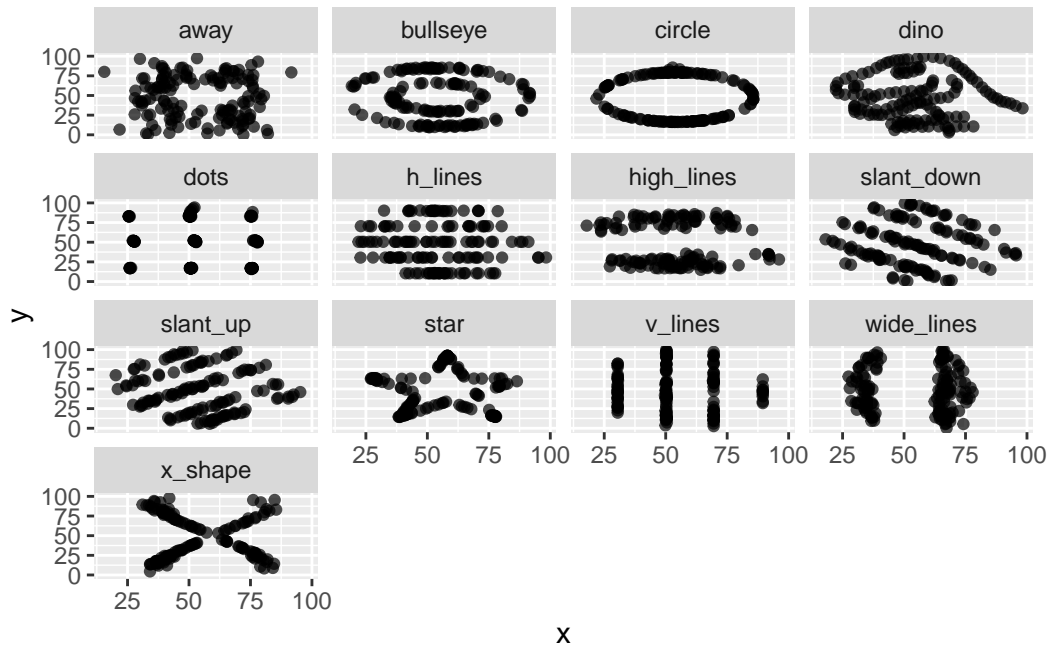 away bullseye circle dino
100
75
50
25
0
dots h_lines high_lines slant_down
100
75
50
25
0
slant_up star v_lines wide_lines
100
75
50
25
0
25 50 75 100 25 50 75 100 25 50 75 100
x_shape
100
75
50
25
0
25 50 75 100
x
y